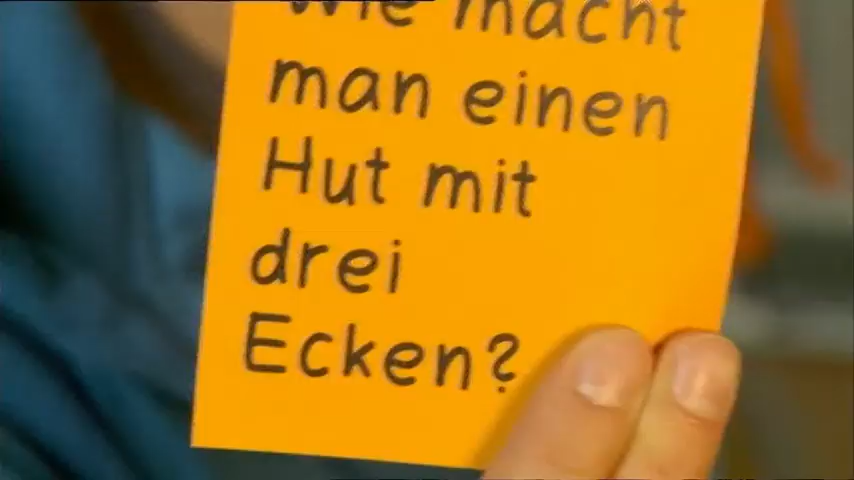 Wie macht
man einen
Hut mit
drei
Ecken?